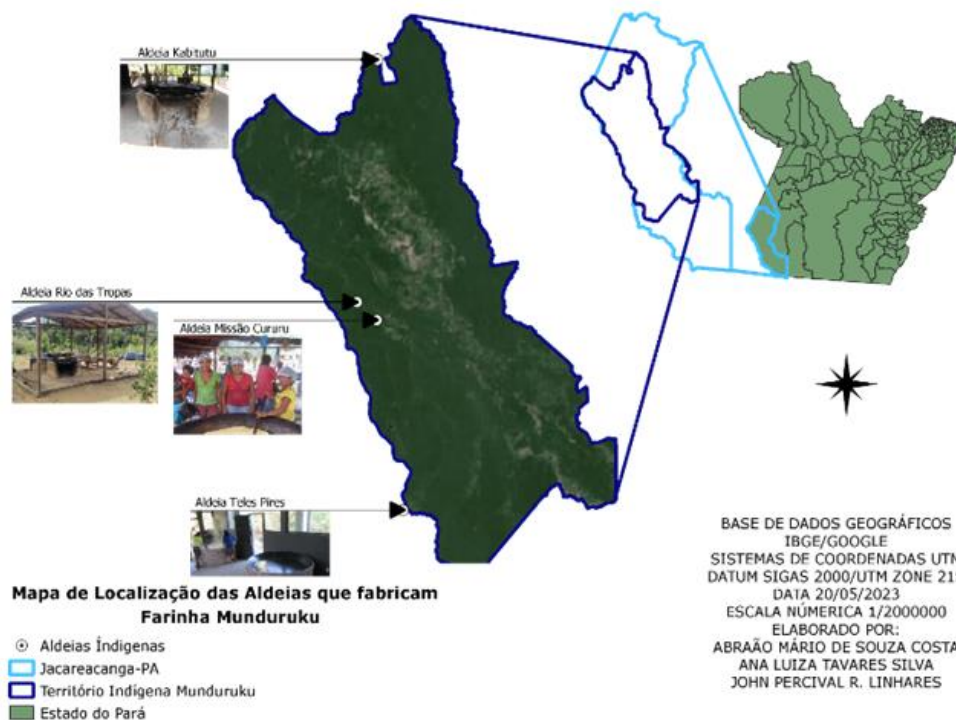 Aldeia Kabitutu
Aldeia Rio das Tropas
Aldeia Missão Cururu
Aldeia Teles Pires
Mapa de Localização das Aldeias que fabricam
Farinha Munduruku
Aldeias Índigenas
Jacareacanga-PA
Território Indígena Munduruku
Estado do Pará
BASE DE DADOS GEOGRÁFICOS
IBGE/GOOGLE
SISTEMAS DE COORDENADAS UTM
DATUM SIGAS 2000/UTM ZONE 21S
DATA 20/05/2023
ESCALA NÚMERICA 1/2000000
ELABORADO POR:
ABRAÃO MÁRIO DE SOUZA COSTA
ANA LUIZA TAVARES SILVA
JOHN PERCIVAL R. LINHARES